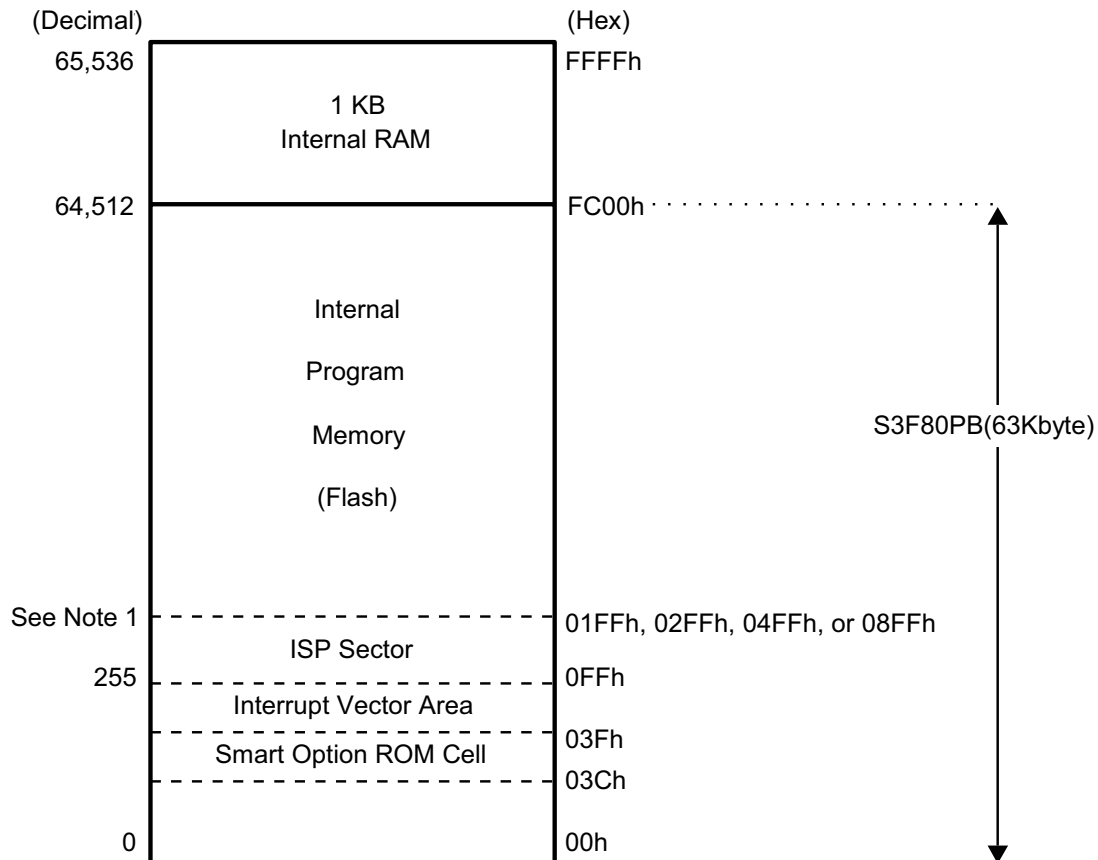 (Decimal) (Hex)
65,536 FFFFh
1 KB
Internal RAM
64,512 FC00h
Internal
Program
Memory
(Flash)
S3F80PB(63Kbyte)
See Note 1 01FFh, 02FFh, 04FFh, or 08FFh
ISP Sector
255 0FFh
Interrupt Vector Area
03Fh
Smart Option ROM Cell
03Ch
0 00h